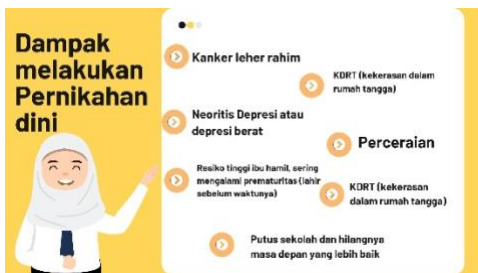 Dampak
melakukan
Pernikahan
dini
Kanker leher rahim
KDRT (kekerasan dalam
rumah tangga)
Neoritis Depresi atau
depresi berat
Perceraian
Resiko tinggi ibu hamil, sering
mengalami prematuritas (lahir
sebelum waktunya)
KDRT (kekerasan
dalam rumah tangga)
Putus sekolah dan hilangnya
masa depan yang lebih baik